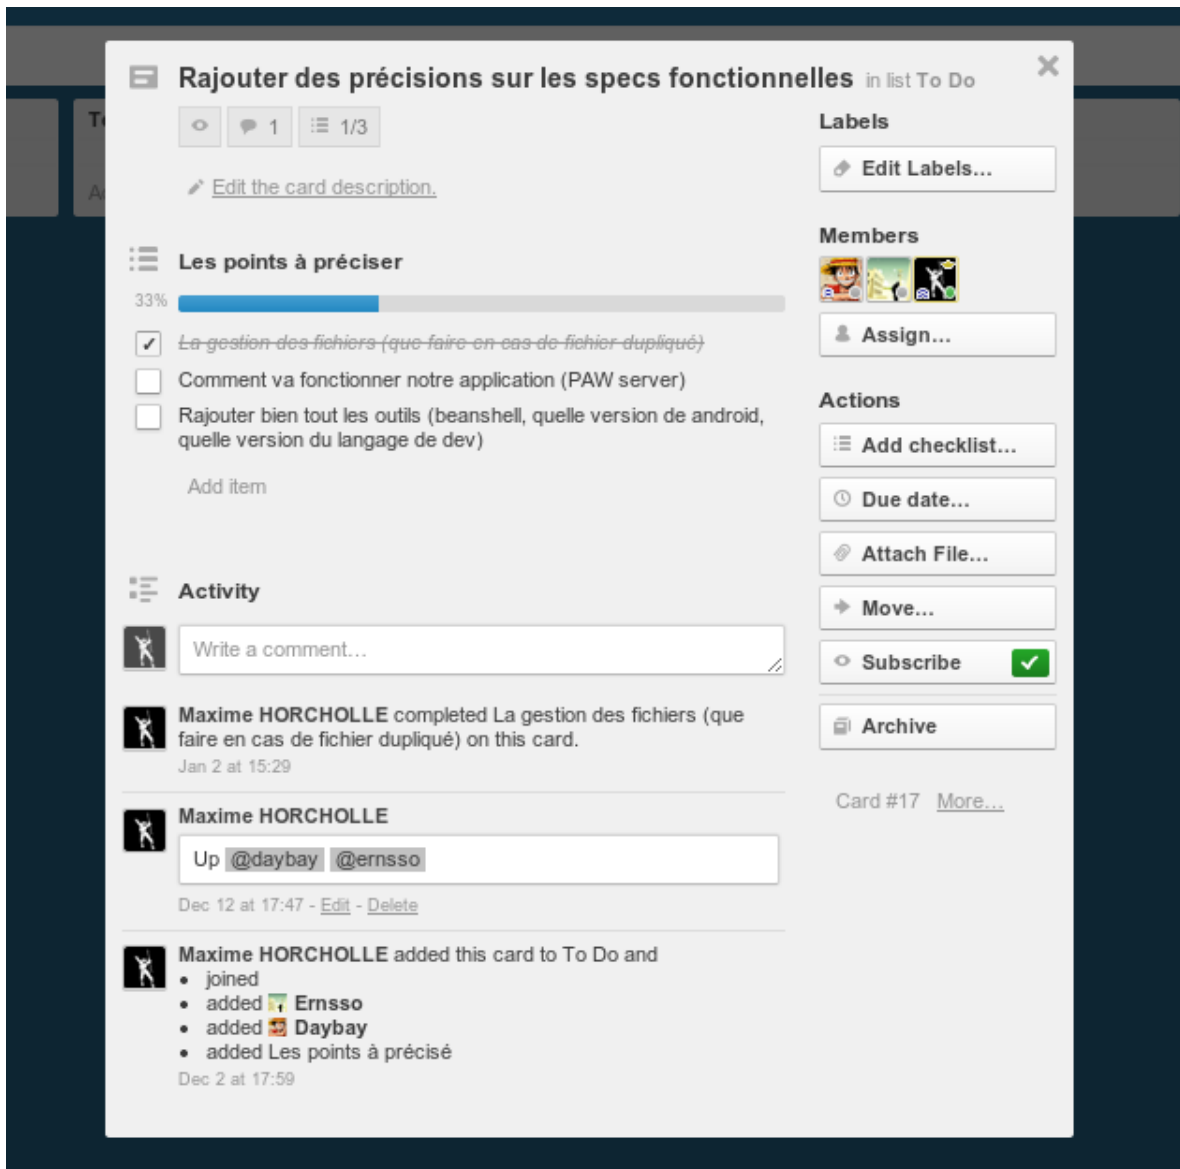 Rajouter des précisions sur les specs fonctionnelles in list To Do
1
1/3
Edit the card description.
Les points à préciser
33%
La gestion des fichiers (que faire en cas de fichier dupliqué)
Comment va fonctionner notre application (PAW server)
Rajouter bien tout les outils (beanshell, quelle version de android,
quelle version du langage de dev)
Add item
Activity
Write a comment…
Maxime HORCHOLLE completed La gestion des fichiers (que
faire en cas de fichier dupliqué) on this card.
Jan 2 at 15:29
Maxime HORCHOLLE
Up @daybay @ernsso
Dec 12 at 17:47 - Edit - Delete
Maxime HORCHOLLE added this card to To Do and
• joined
• added Ernsso
• added Daybay
• added Les points à précisé
Dec 2 at 17:59
Labels
Edit Labels…
Members
Assign…
Actions
Add checklist…
Due date…
Attach File…
Move…
Subscribe
Archive
Card #17 More…